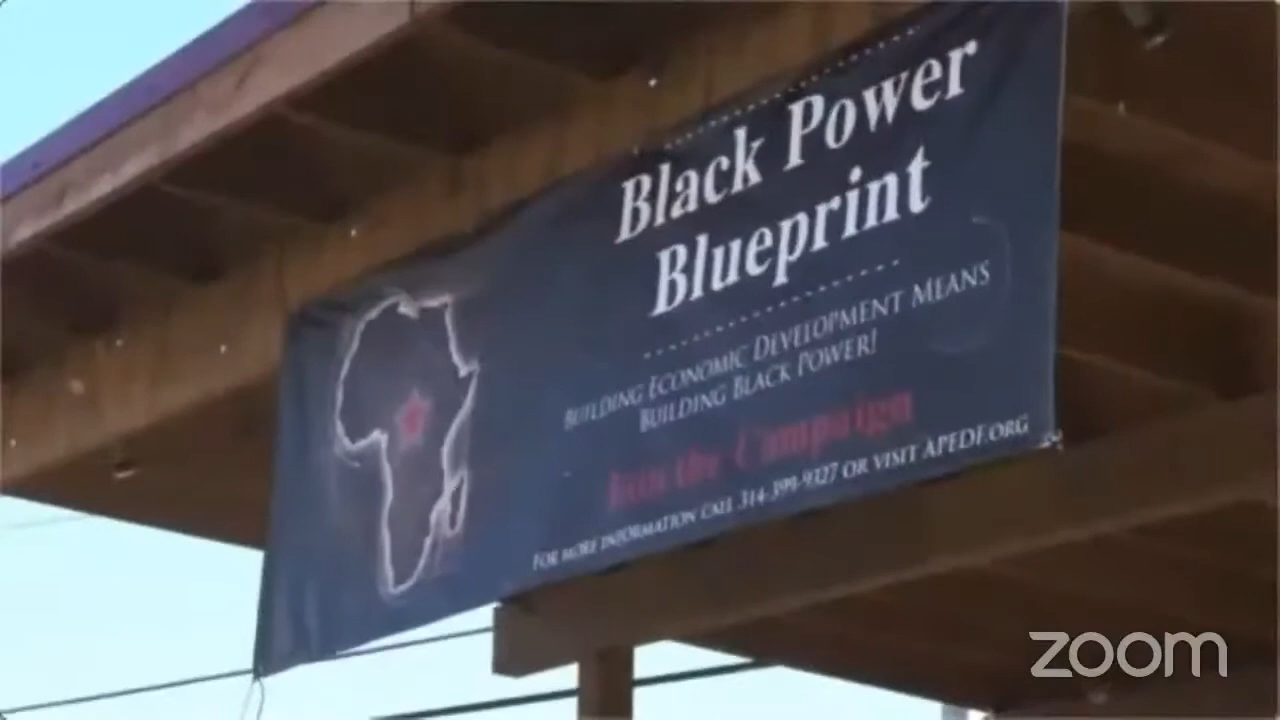 Black Power
Blueprint
BUILDING ECONOMIC DEVELOPMENT MEANS
BUILDING BLACK POWER!
Join the Campaign
FOR MORE INFORMATION CALL 314-399-9327 OR VISIT APEDF.ORG
zoom